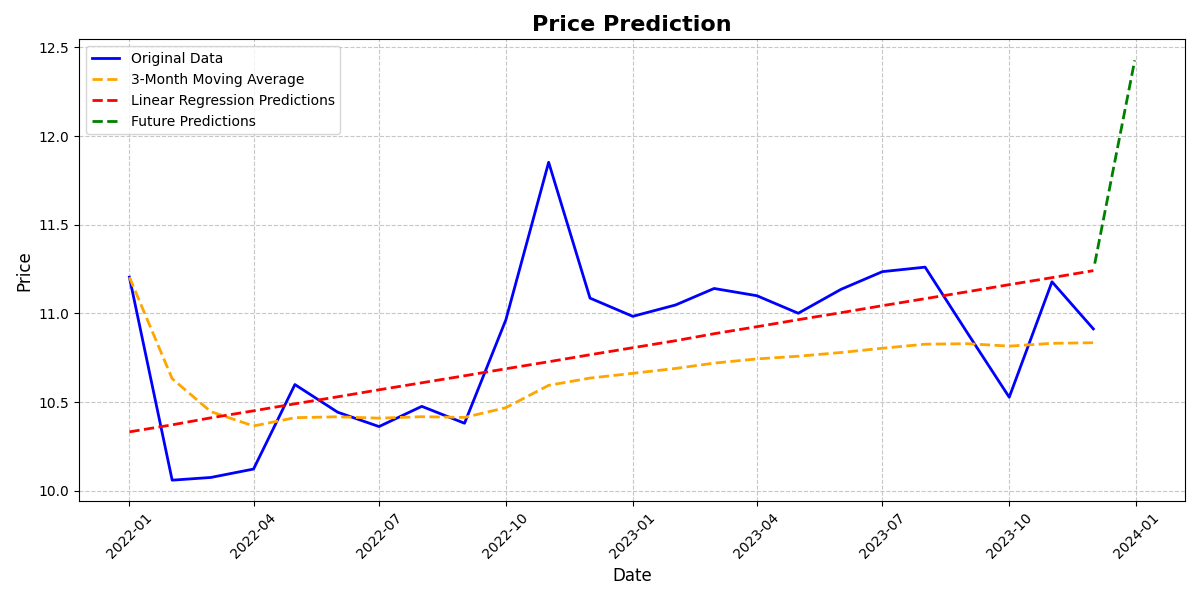 Price Prediction
Original Data
3-Month Moving Average
Linear Regression Predictions
Future Predictions
Price
12.5
12.0
11.5
11.0
10.5
10.0
2022-01
2022-04
2022-07
2022-10
2023-01
2023-04
2023-07
2023-10
2024-01
Date